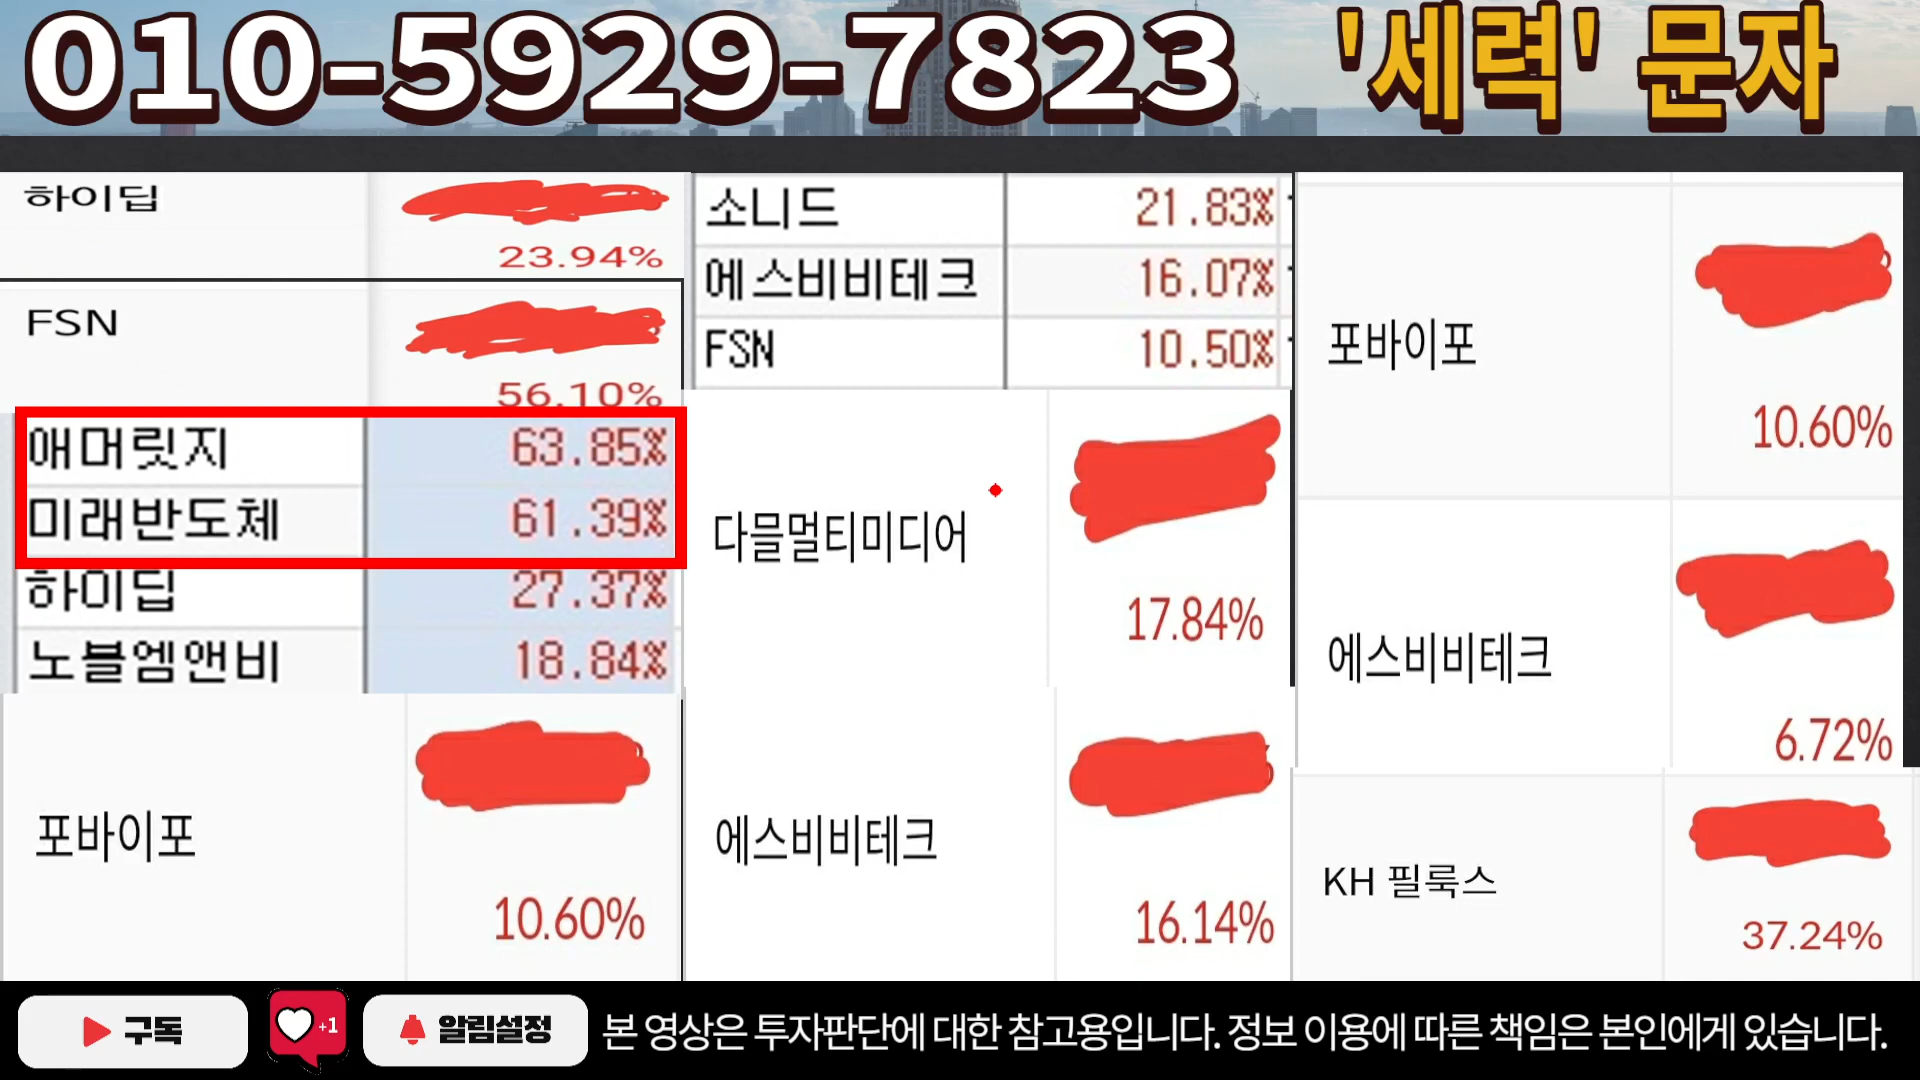 010-5929-7823 '세력' 문자
하이딥
23.94%
FSN
56.10%
애머릿지 63.85%
미래반도체 61.39%
하이딥 27.37%
노블엠앤비 18.84%
포바이포
10.60%
소니드 21.83%
에스비비테크 16.07%
FSN 10.50%
다믈멀티미디어
17.84%
에스비비테크
16.14%
포바이포
10.60%
에스비비테크
6.72%
KH 필룩스
37.24%
구독 +1 알림설정 본 영상은 투자판단에 대한 참고용입니다. 정보 이용에 따른 책임은 본인에게 있습니다.